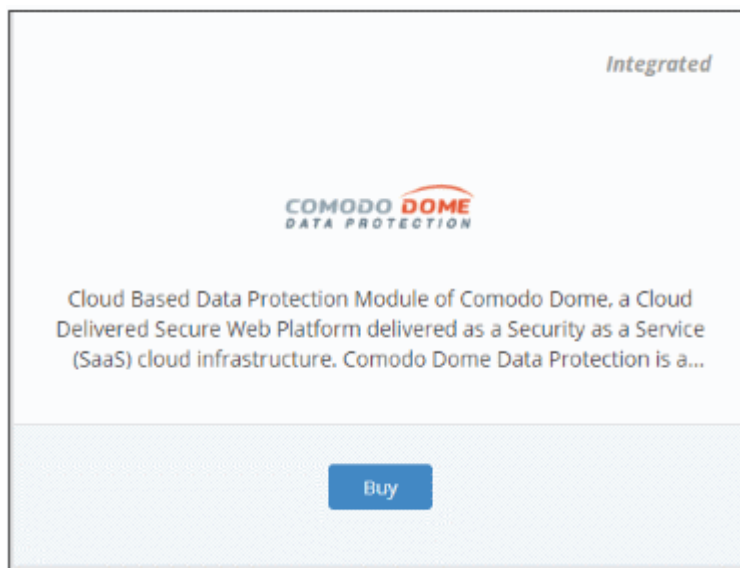 Integrated
COMODO DOME
DATA PROTECTION
Cloud Based Data Protection Module of Comodo Dome, a Cloud
Delivered Secure Web Platform delivered as a Security as a Service
(SaaS) cloud infrastructure. Comodo Dome Data Protection is a...
Buy